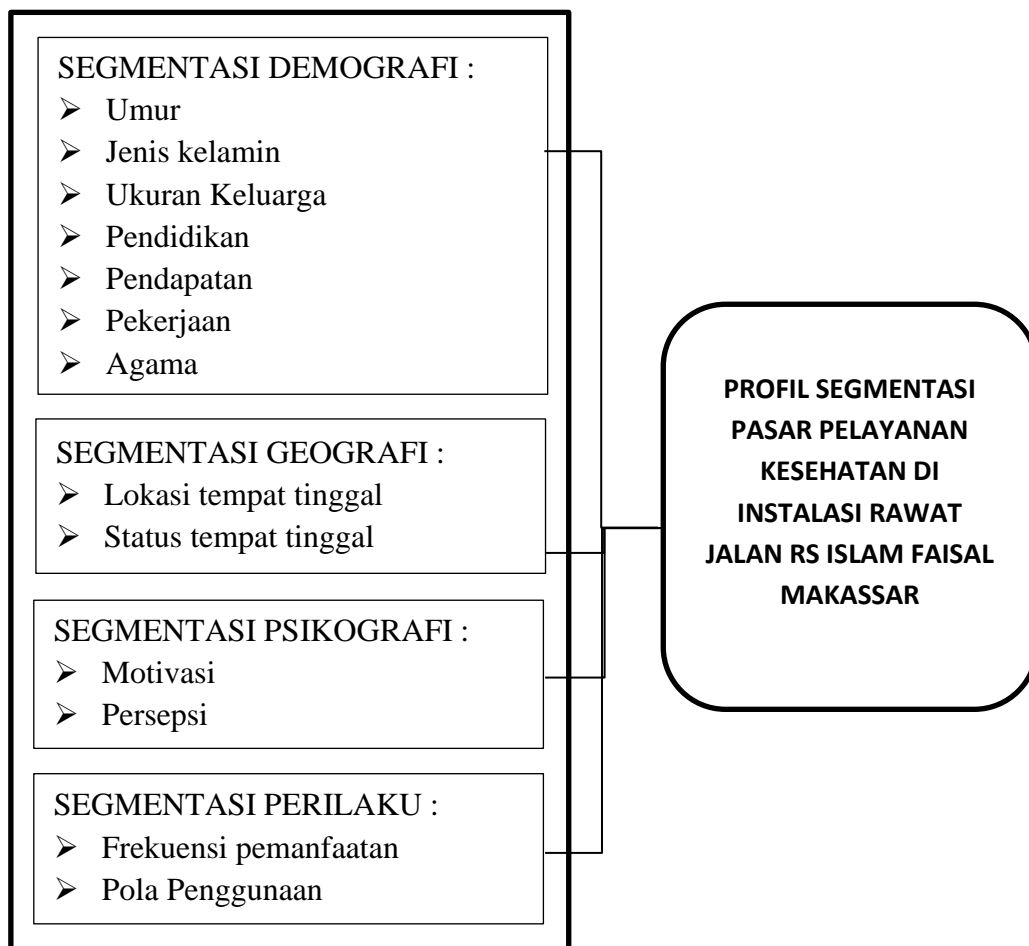 SEGMENTASI DEMOGRAFI :
➢ Umur
➢ Jenis kelamin
➢ Ukuran Keluarga
➢ Pendidikan
➢ Pendapatan
➢ Pekerjaan
➢ Agama
SEGMENTASI GEOGRAFI :
➢ Lokasi tempat tinggal
➢ Status tempat tinggal
SEGMENTASI PSIKOGRAFI :
➢ Motivasi
➢ Persepsi
SEGMENTASI PERILAKU :
➢ Frekuensi pemanfaatan
➢ Pola Penggunaan
PROFIL SEGMENTASI
PASAR PELAYANAN
KESEHATAN DI
INSTALASI RAWAT
JALAN RS ISLAM FAISAL
MAKASSAR